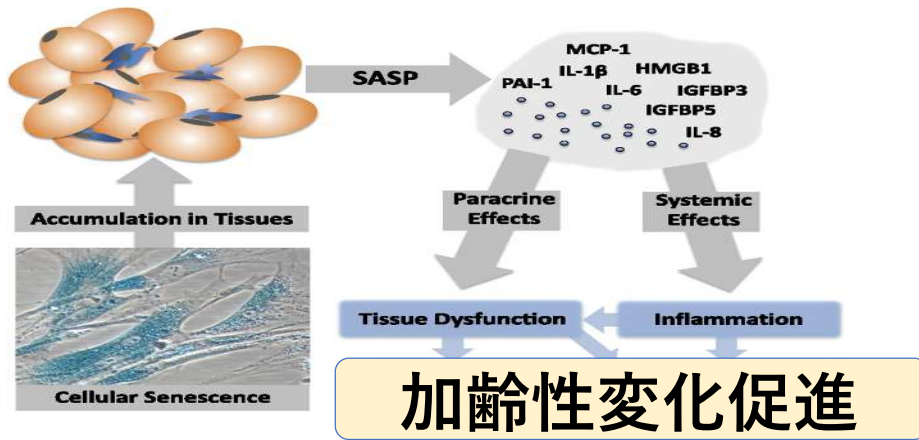 SASP
MCP-1
IL-1β HMGB1
PAI-1 IL-6 IGFBP3
IGFBP5
IL-8
Accumulation in Tissues
Paracrine
Effects
Systemic
Effects
Tissue Dysfunction
Inflammation
Cellular Senescence
加齢性変化促進